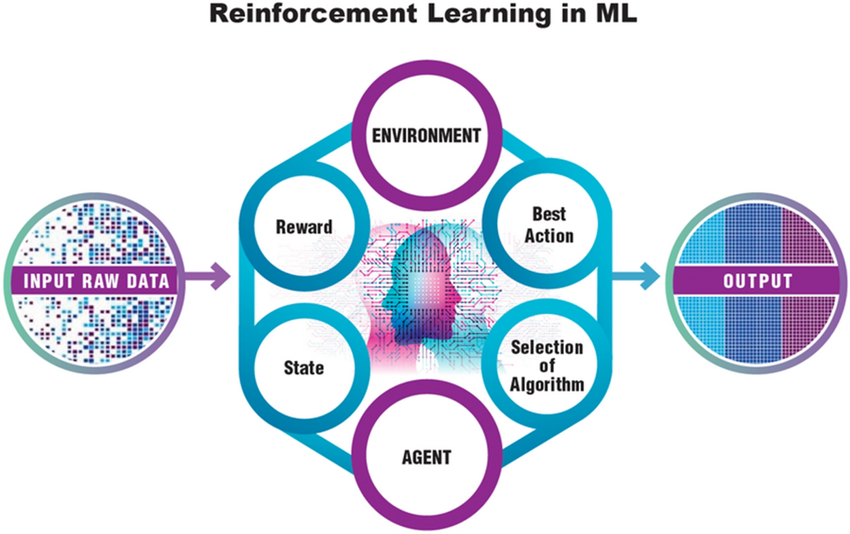 Reinforcement Learning in ML
ENVIRONMENT
Reward
Best
Action
INPUT RAW DATA
OUTPUT
State
Selection
of
Algorithm
AGENT